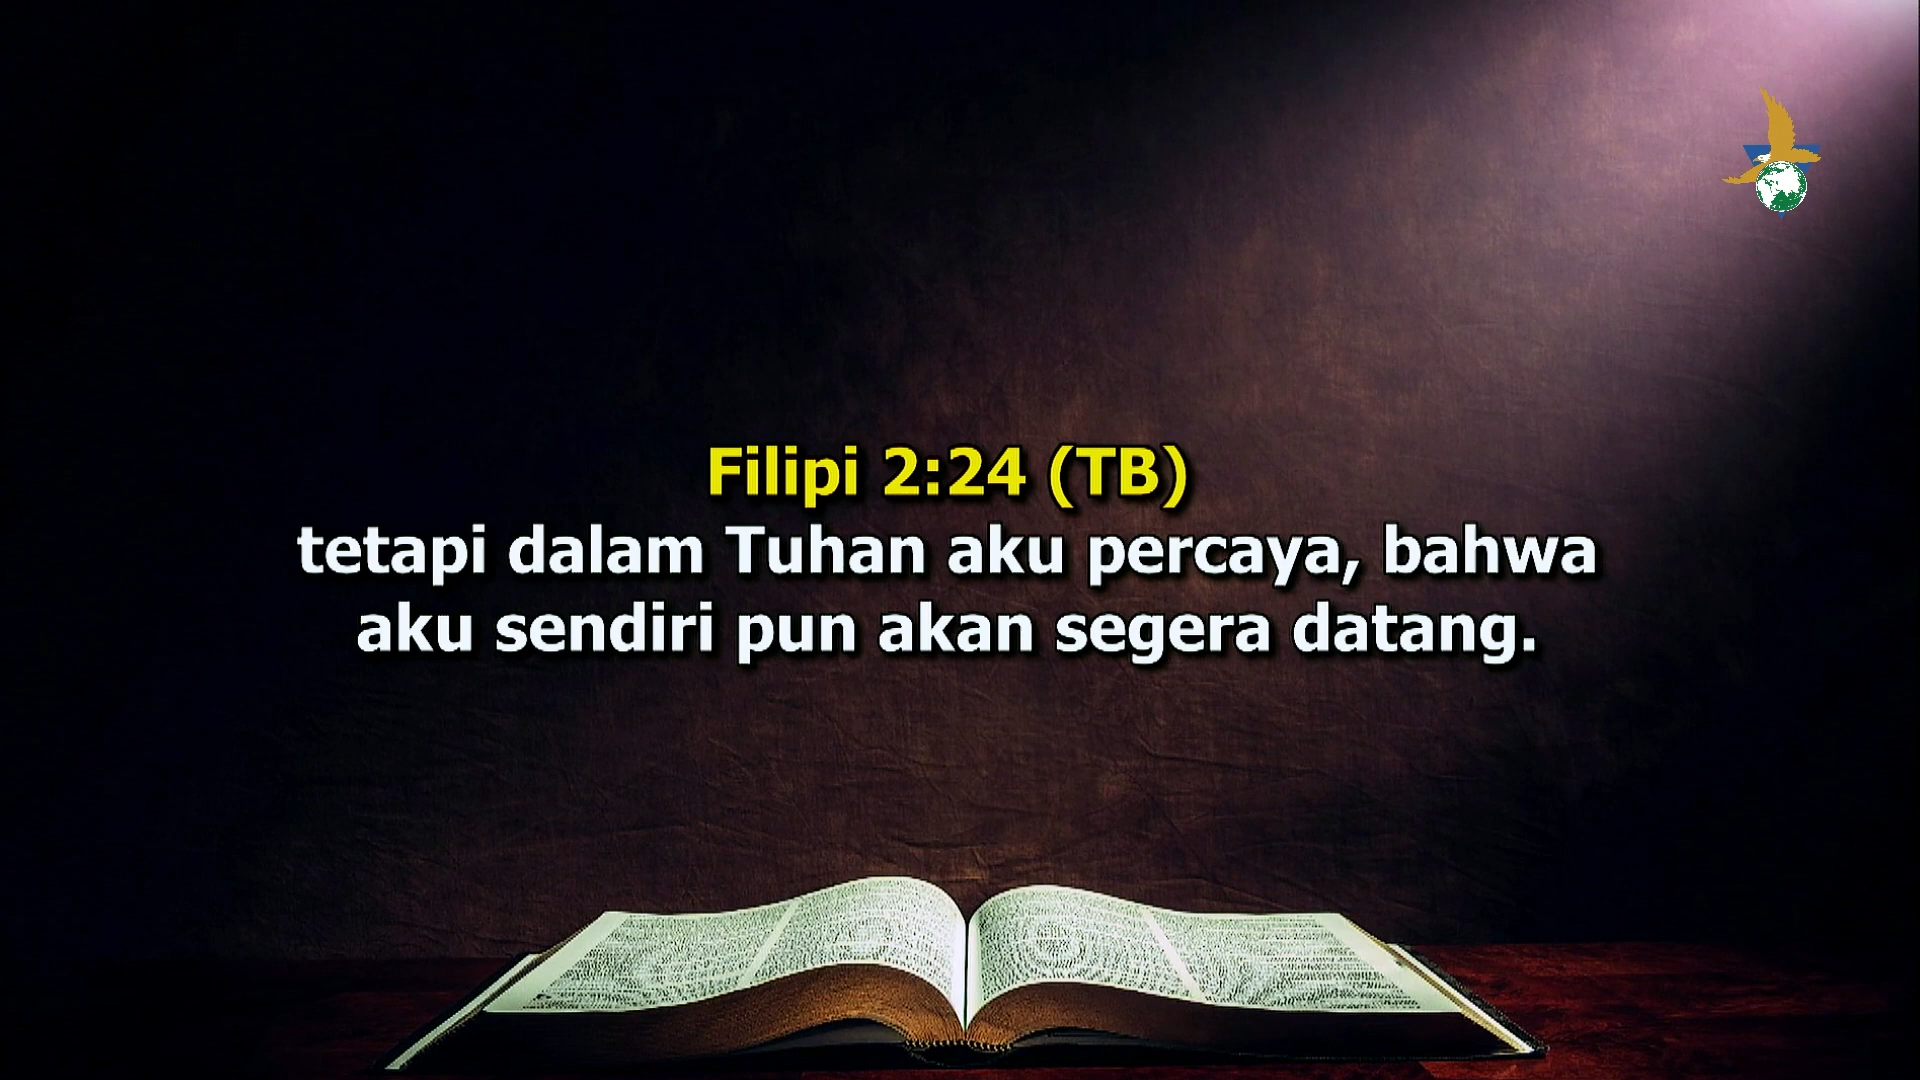 Filipi 2:24 (TB)
tetapi dalam Tuhan aku percaya, bahwa
aku sendiri pun akan segera datang.